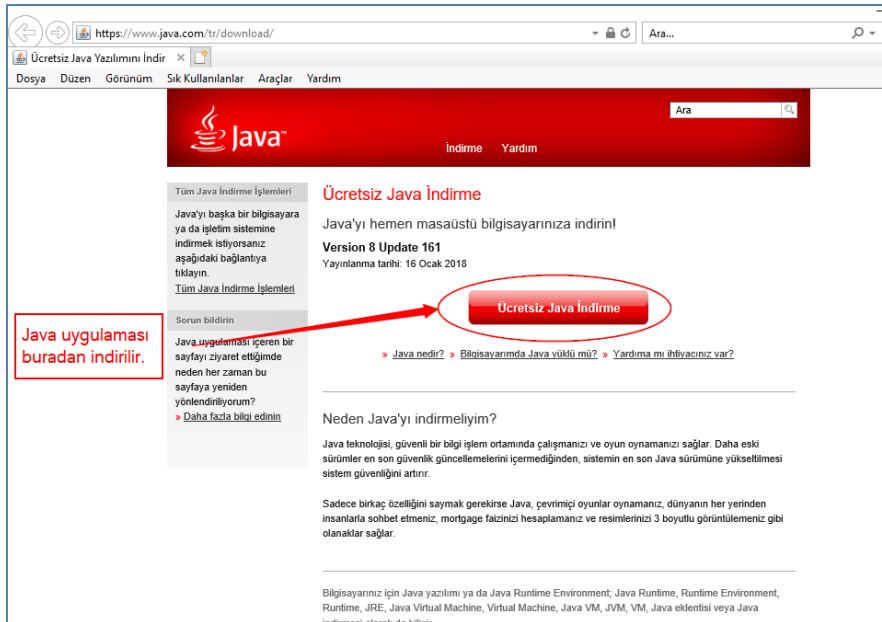 https://www.java.com/tr/download/
Ara...
Ücretsiz Java Yazılımını İndir
Dosya Düzen Görünüm Sık Kullanılanlar Araçlar Yardım
Java
Ara
İndirme Yardım
Tüm Java İndirme İşlemleri
Java'yı başka bir bilgisayara
ya da işletim sistemine
indirmek istiyorsanız
aşağıdaki bağlantıya
tıklayın.
Tüm Java İndirme İşlemleri
Sorun bildirin
Java uygulaması içeren bir
sayfayı ziyaret ettiğimde
neden her zaman bu
sayfaya yeniden
yönlendiriliyorum?
» Daha fazla bilgi edinin
Java uygulaması
buradan indirilir.
Ücretsiz Java İndirme
Java'yı hemen masaüstü bilgisayarınıza indirin!
Version 8 Update 161
Yayınlanma tarihi: 16 Ocak 2018
Ücretsiz Java İndirme
» Java nedir? » Bilgisayarımda Java yüklü mü? » Yardıma mı ihtiyacınız var?
Neden Java'yı indirmeliyim?
Java teknolojisi, güvenli bir bilgi işlem ortamında çalışmanızı ve oyun oynamanızı sağlar. Daha eski
sürümler en son güvenlik güncellemelerini içermediğinden, sistemin en son Java sürümüne yükseltilmesi
sistem güvenliğini artırır.
Sadece birkaç özelliğini saymak gerekirse Java, çevrimiçi oyunlar oynamanız, dünyanın her yerinden
insanlarla sohbet etmeniz, mortgage faizinizi hesaplamanız ve resimlerinizi 3 boyutlu görüntülemeniz gibi
olanaklar sağlar.
Bilgisayarınız için Java yazılımı ya da Java Runtime Environment; Java Runtime, Runtime Environment,
Runtime, JRE, Java Virtual Machine, Virtual Machine, Java VM, JVM, VM, Java eklentisi veya Java
indirmesi olarak da bilinir.